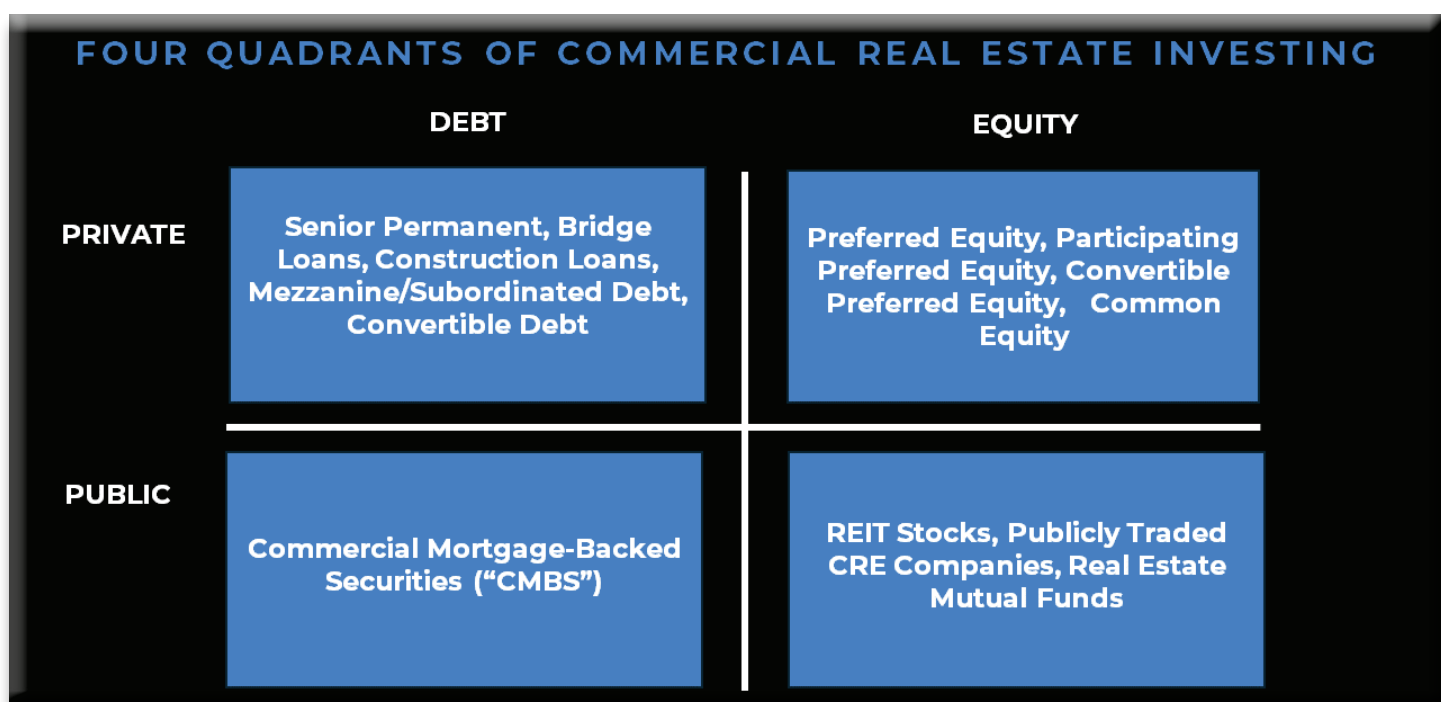 FOUR QUADRANTS OF COMMERCIAL REAL ESTATE INVESTING
DEBT
EQUITY
PRIVATE
Senior Permanent, Bridge
Loans, Construction Loans,
Mezzanine/Subordinated Debt,
Convertible Debt
Preferred Equity, Participating
Preferred Equity, Convertible
Preferred Equity, Common
Equity
PUBLIC
Commercial Mortgage-Backed
Securities (“CMBS”)
REIT Stocks, Publicly Traded
CRE Companies, Real Estate
Mutual Funds